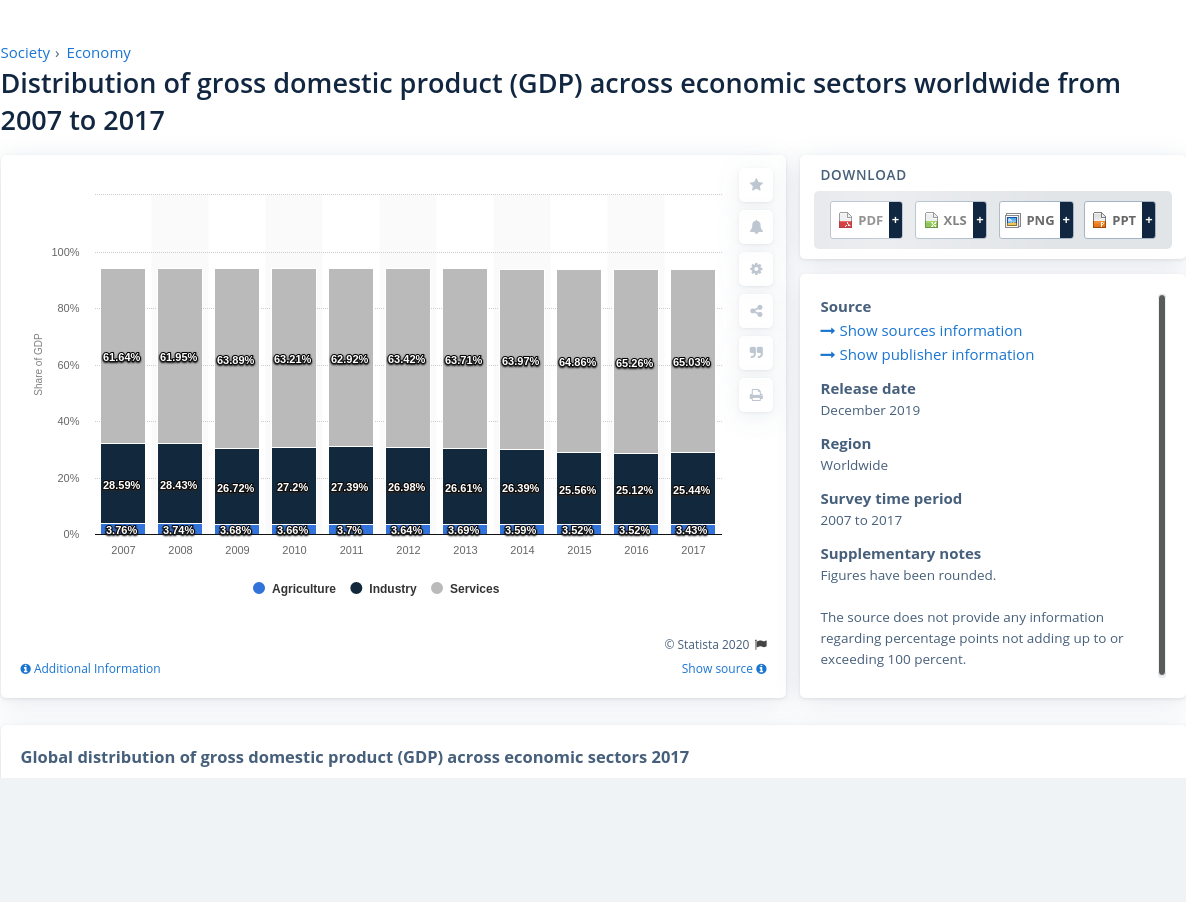 Society › Economy
Distribution of gross domestic product (GDP) across economic sectors worldwide from
2007 to 2017
Share of GDP
100%
80%
60%
40%
20%
0%
61.64% 61.95% 63.89% 63.21% 62.92% 63.42% 63.71% 63.97% 64.86% 65.26% 65.03%
28.59% 28.43% 26.72% 27.2% 27.39% 26.98% 26.61% 26.39% 25.56% 25.12% 25.44%
3.76% 3.74% 3.68% 3.66% 3.7% 3.64% 3.69% 3.59% 3.52% 3.52% 3.43%
2007 2008 2009 2010 2011 2012 2013 2014 2015 2016 2017
Agriculture Industry Services
© Statista 2020
Additional Information
Show source
DOWNLOAD
PDF + XLS + PNG + PPT +
Source
Show sources information
Show publisher information
Release date
December 2019
Region
Worldwide
Survey time period
2007 to 2017
Supplementary notes
Figures have been rounded.
The source does not provide any information
regarding percentage points not adding up to or
exceeding 100 percent.
Global distribution of gross domestic product (GDP) across economic sectors 2017